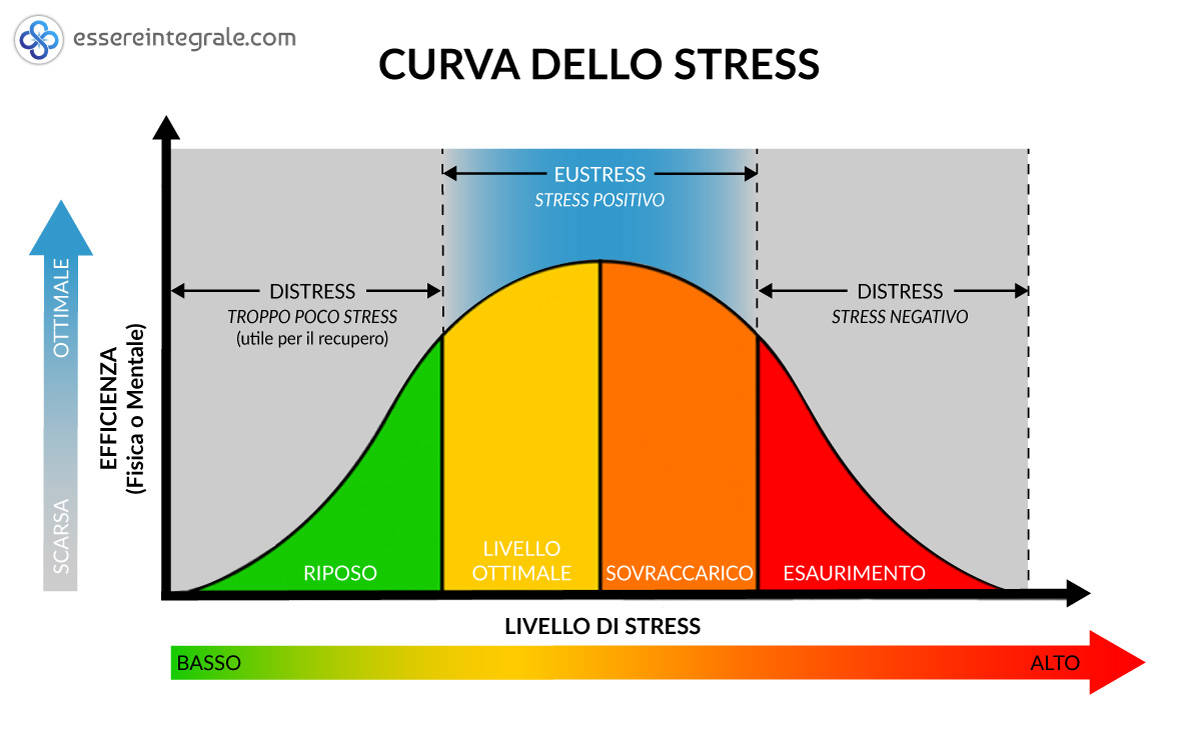 essereintegrale.com
CURVA DELLO STRESS
EUSTRESS
STRESS POSITIVO
DISTRESS
TROPPO POCO STRESS
(utile per il recupero)
DISTRESS
STRESS NEGATIVO
OTTIMALE
SCARSA
EFFICIENZA
(Fisica o Mentale)
RIPOSO
LIVELLO
OTTIMALE
SOVRACCARICO
ESAURIMENTO
LIVELLO DI STRESS
BASSO
ALTO